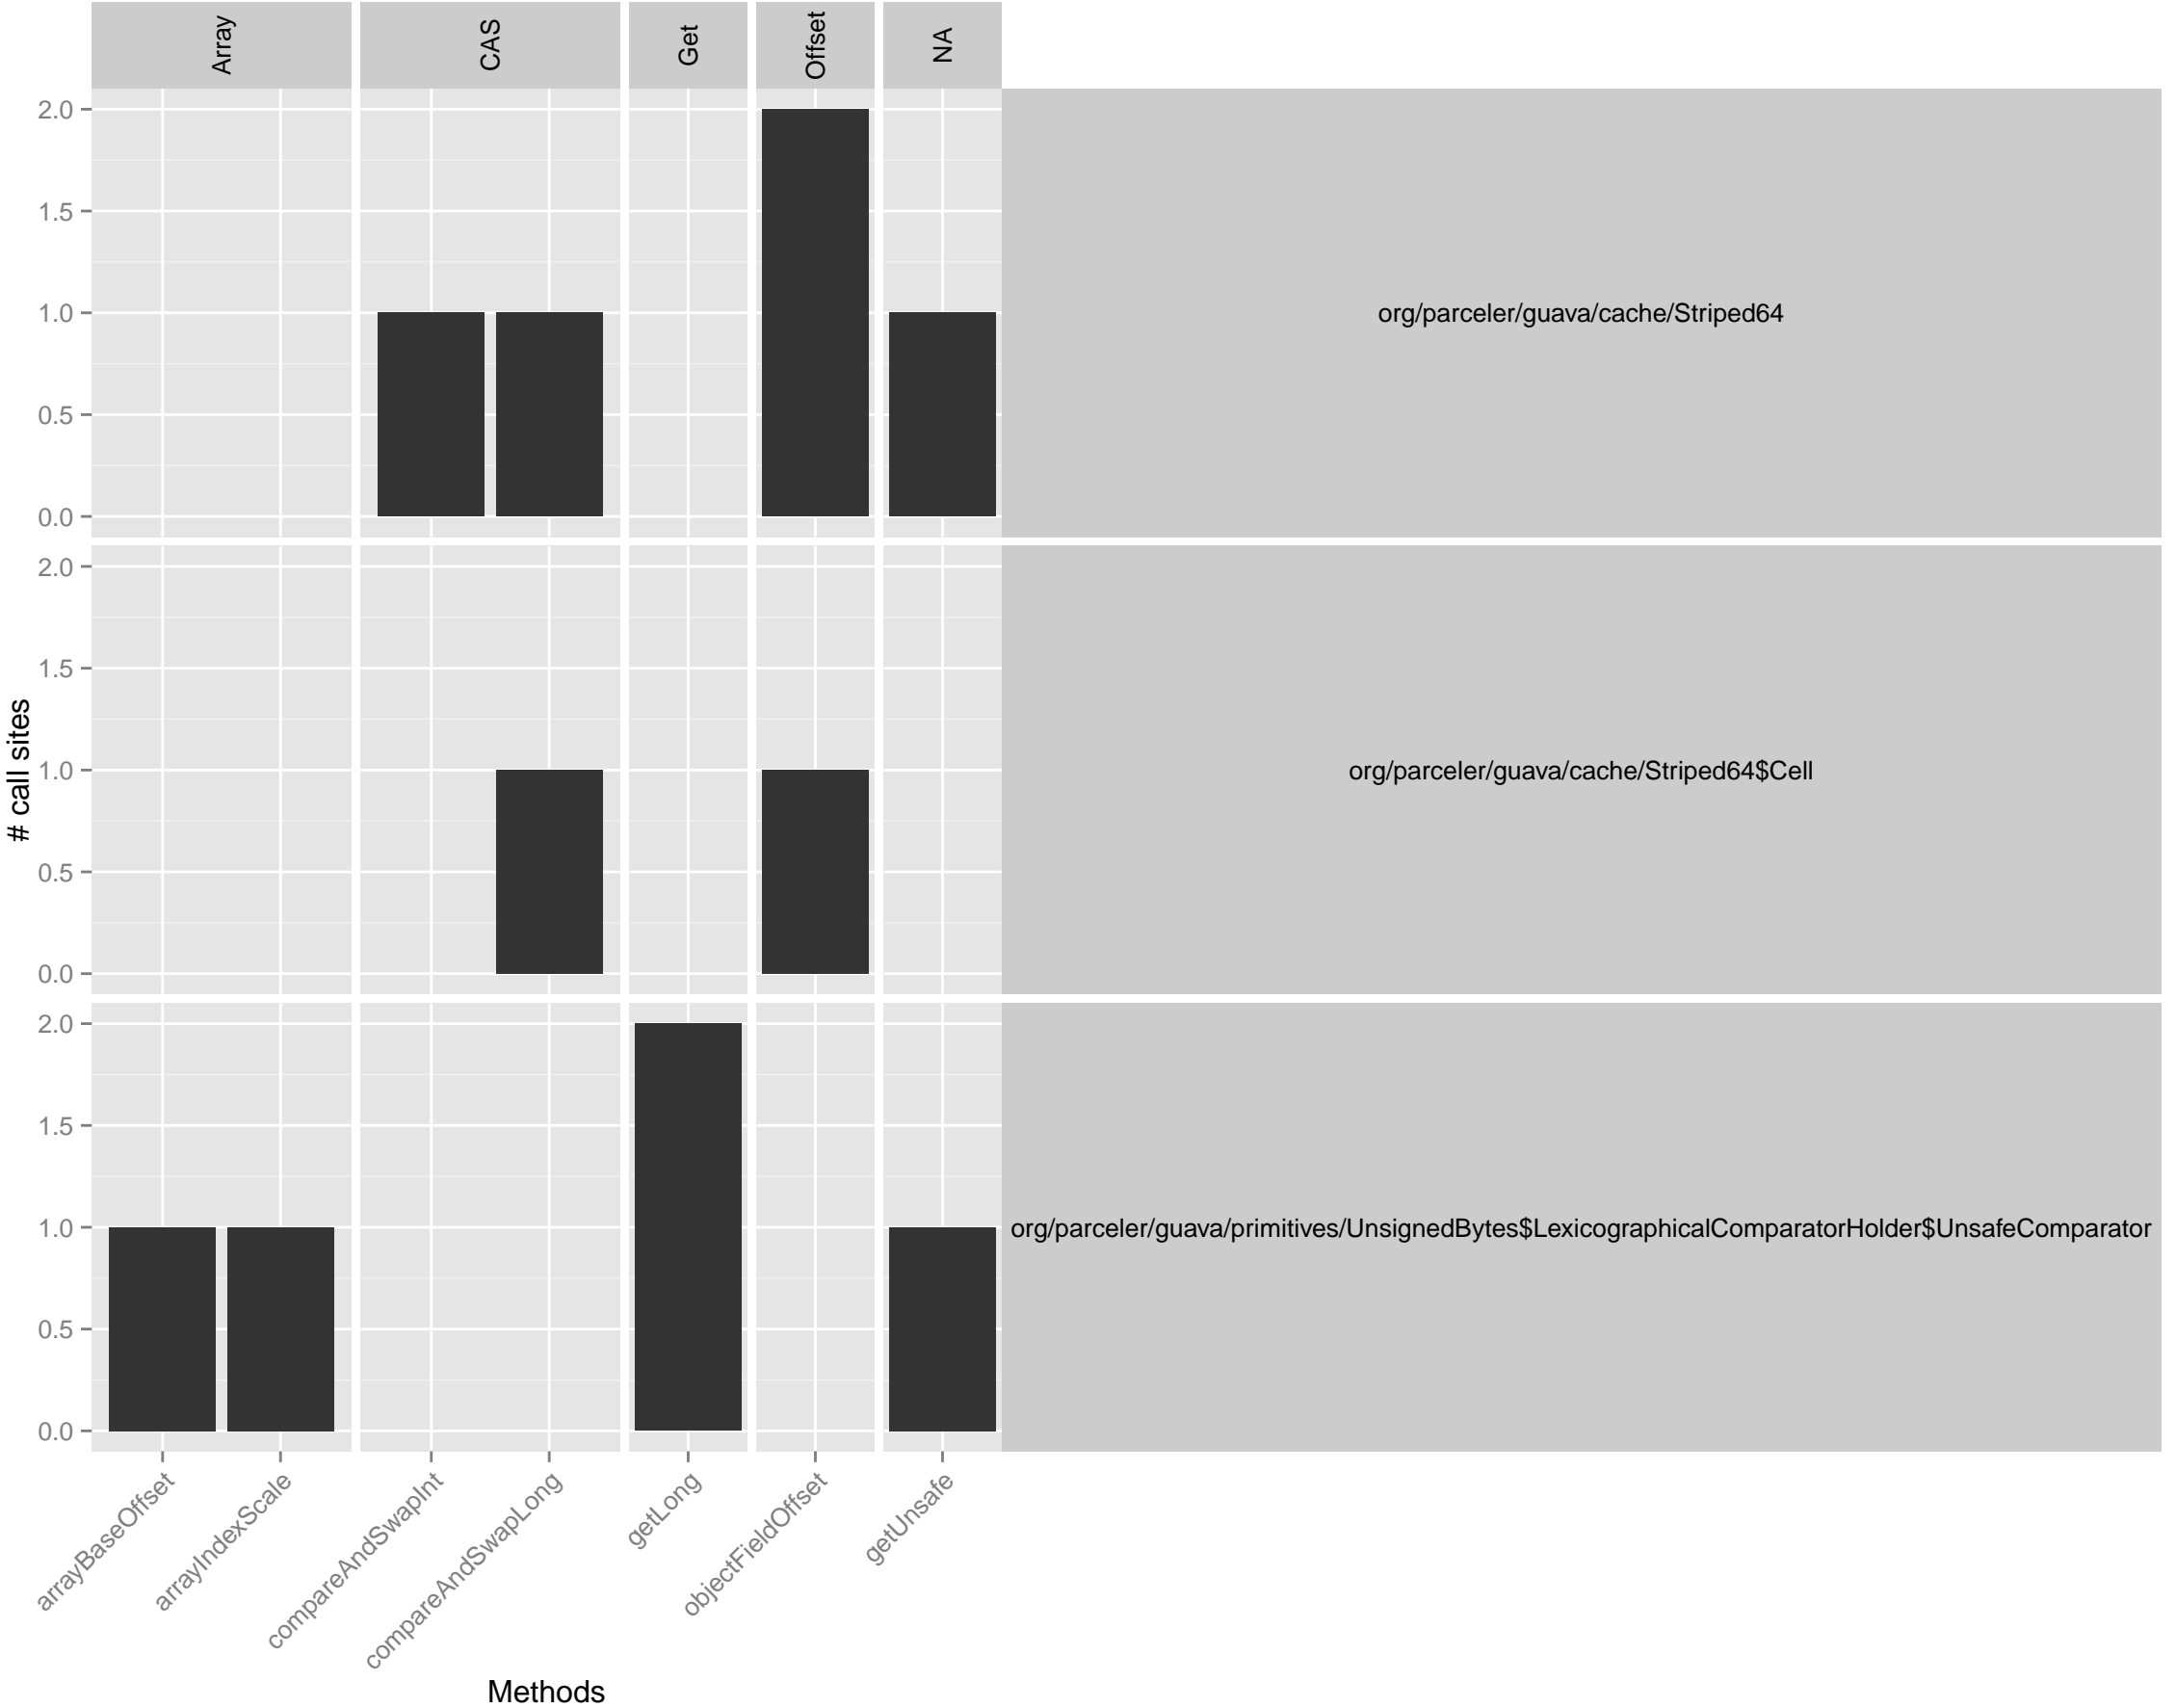 Array
CAS
Get
Offset
NA
2.0
1.5
1.0
0.5
0.0
org/parceler/guava/cache/Striped64
2.0
1.5
1.0
0.5
0.0
org/parceler/guava/cache/Striped64$Cell
2.0
1.5
1.0
0.5
0.0
org/parceler/guava/primitives/UnsignedBytes$LexicographicalComparatorHolder$UnsafeComparator
# call sites
arrayBaseOffset
arrayIndexScale
compareAndSwapInt
compareAndSwapLong
getLong
objectFieldOffset
getUnsafe
Methods